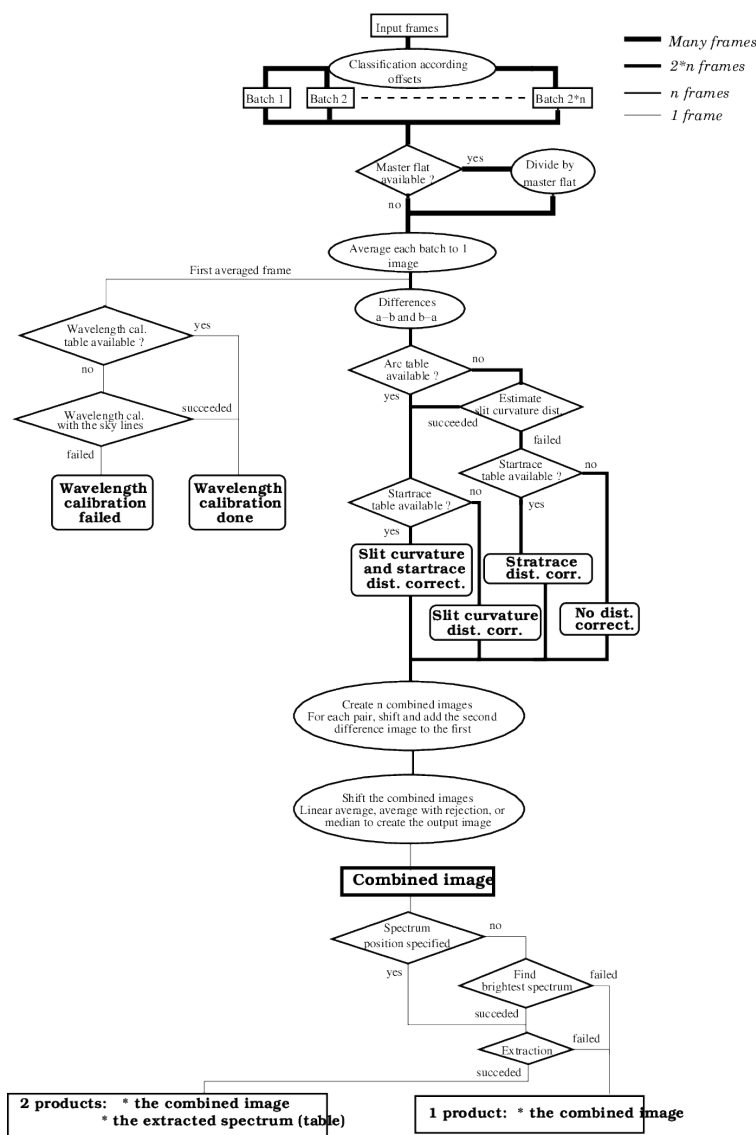 Input frames
Many frames
2*n frames
n frames
1 frame
Classification according
offsets
Batch 1
Batch 2
Batch 2*n
Master flat
available ?
yes
Divide by
master flat
no
Average each batch to 1
image
First averaged frame
Differences
a−b and b−a
Wavelength cal.
table available ?
yes
no
Wavelength cal.
with the sky lines
succeeded
failed
Wavelength
calibration
failed
Wavelength
calibration
done
Arc table
available ?
no
yes
Estimate
slit curvature dist.
succeeded
failed
Startrace
table available ?
no
yes
Startrace
table available ?
no
yes
Slit curvature
and startrace
dist. correct.
Stratrace
dist. corr.
Slit curvature
dist. corr.
No dist.
correct.
Create n combined images
For each pair, shift and add the second
difference image to the first
Shift the combined images
Linear average, average with rejection, or
median to create the output image
Combined image
Spectrum
position specified
no
yes
Find
brightest spectrum
failed
succeded
Extraction
failed
succeded
2 products: * the combined image
* the extracted spectrum (table)
1 product: * the combined image